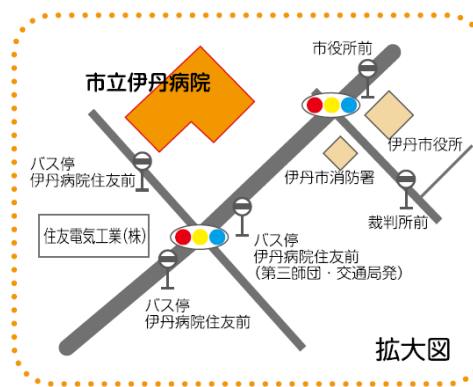 市役所前
市立伊丹病院
伊丹市役所
バス停
伊丹病院住友前
伊丹市消防署
裁判所前
住友電気工業(株)
バス停
伊丹病院住友前
(第三師団・交通局発)
バス停
伊丹病院住友前
拡大図